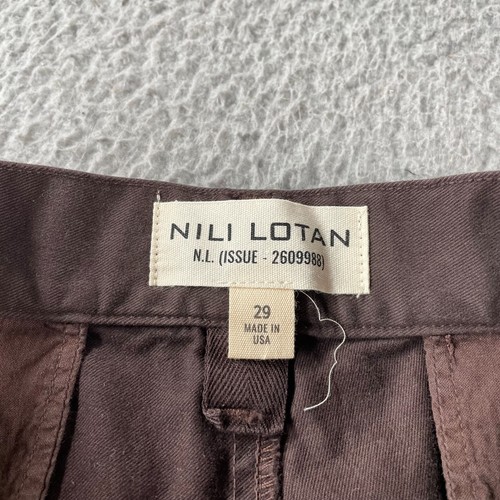 NILI LOTAN
N.L. (ISSUE - 2609988)
29
MADE IN
USA